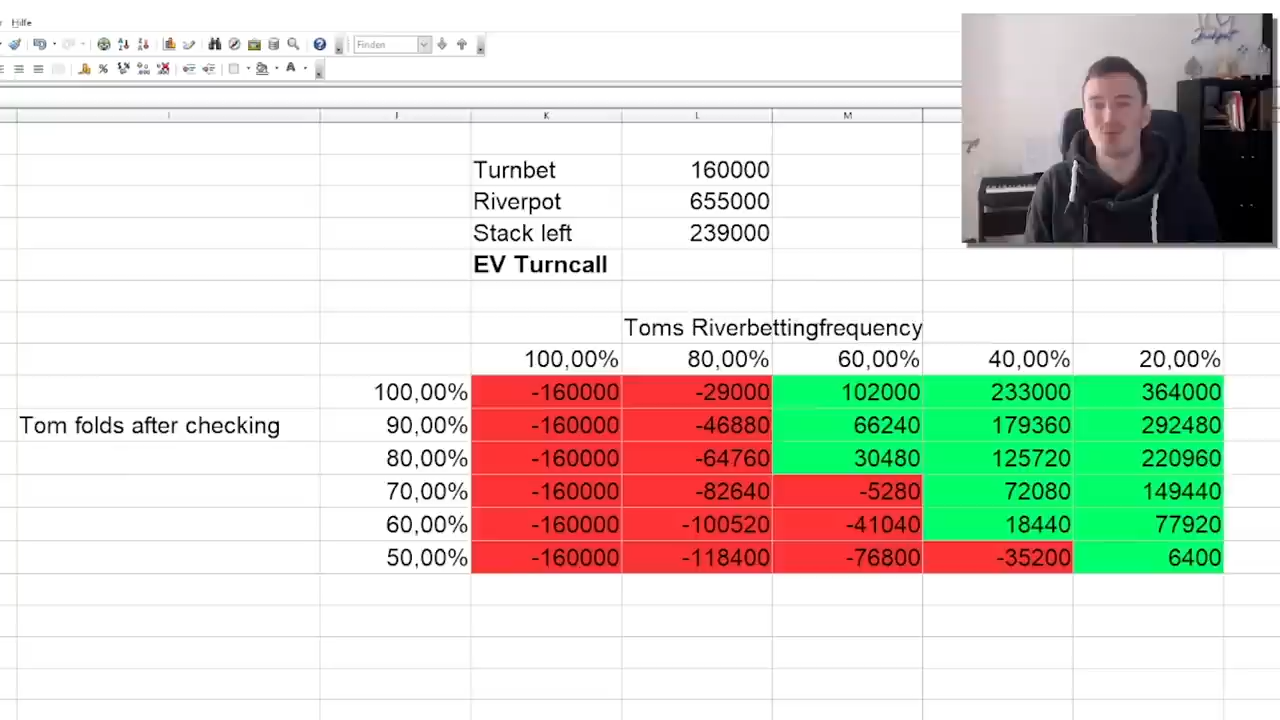 Hilfe
Finden
I J K L M
Turnbet 160000
Riverpot 655000
Stack left 239000
EV Turncall
Toms Riverbettingfrequency
100,00% 80,00% 60,00% 40,00% 20,00%
100,00% -160000 -29000 102000 233000 364000
Tom folds after checking 90,00% -160000 -46880 66240 179360 292480
80,00% -160000 -64760 30480 125720 220960
70,00% -160000 -82640 -5280 72080 149440
60,00% -160000 -100520 -41040 18440 77920
50,00% -160000 -118400 -76800 -35200 6400